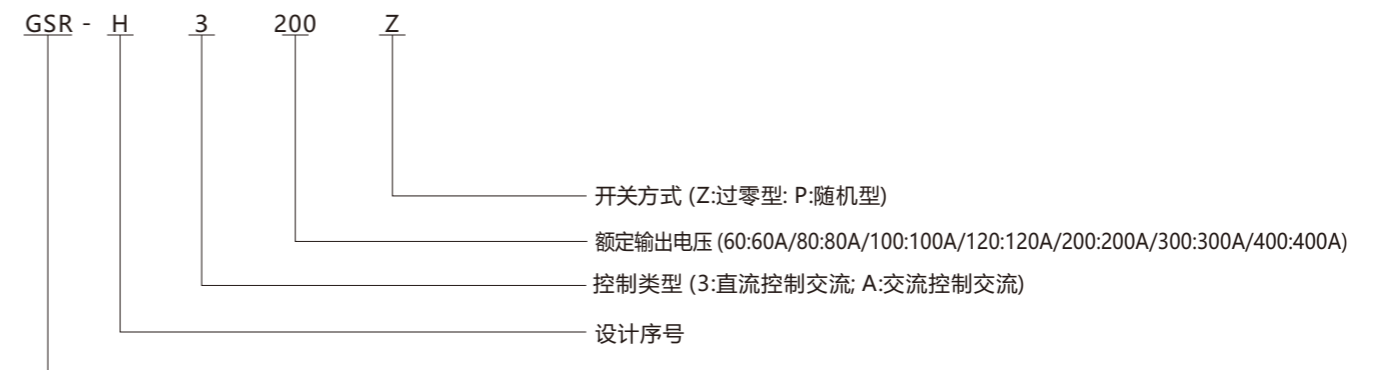 GSR - H 3 200 Z
开关方式 (Z:过零型: P:随机型)
额定输出电压 (60:60A/80:80A/100:100A/120:120A/200:200A/300:300A/400:400A)
控制类型 (3:直流控制交流; A:交流控制交流)
设计序号